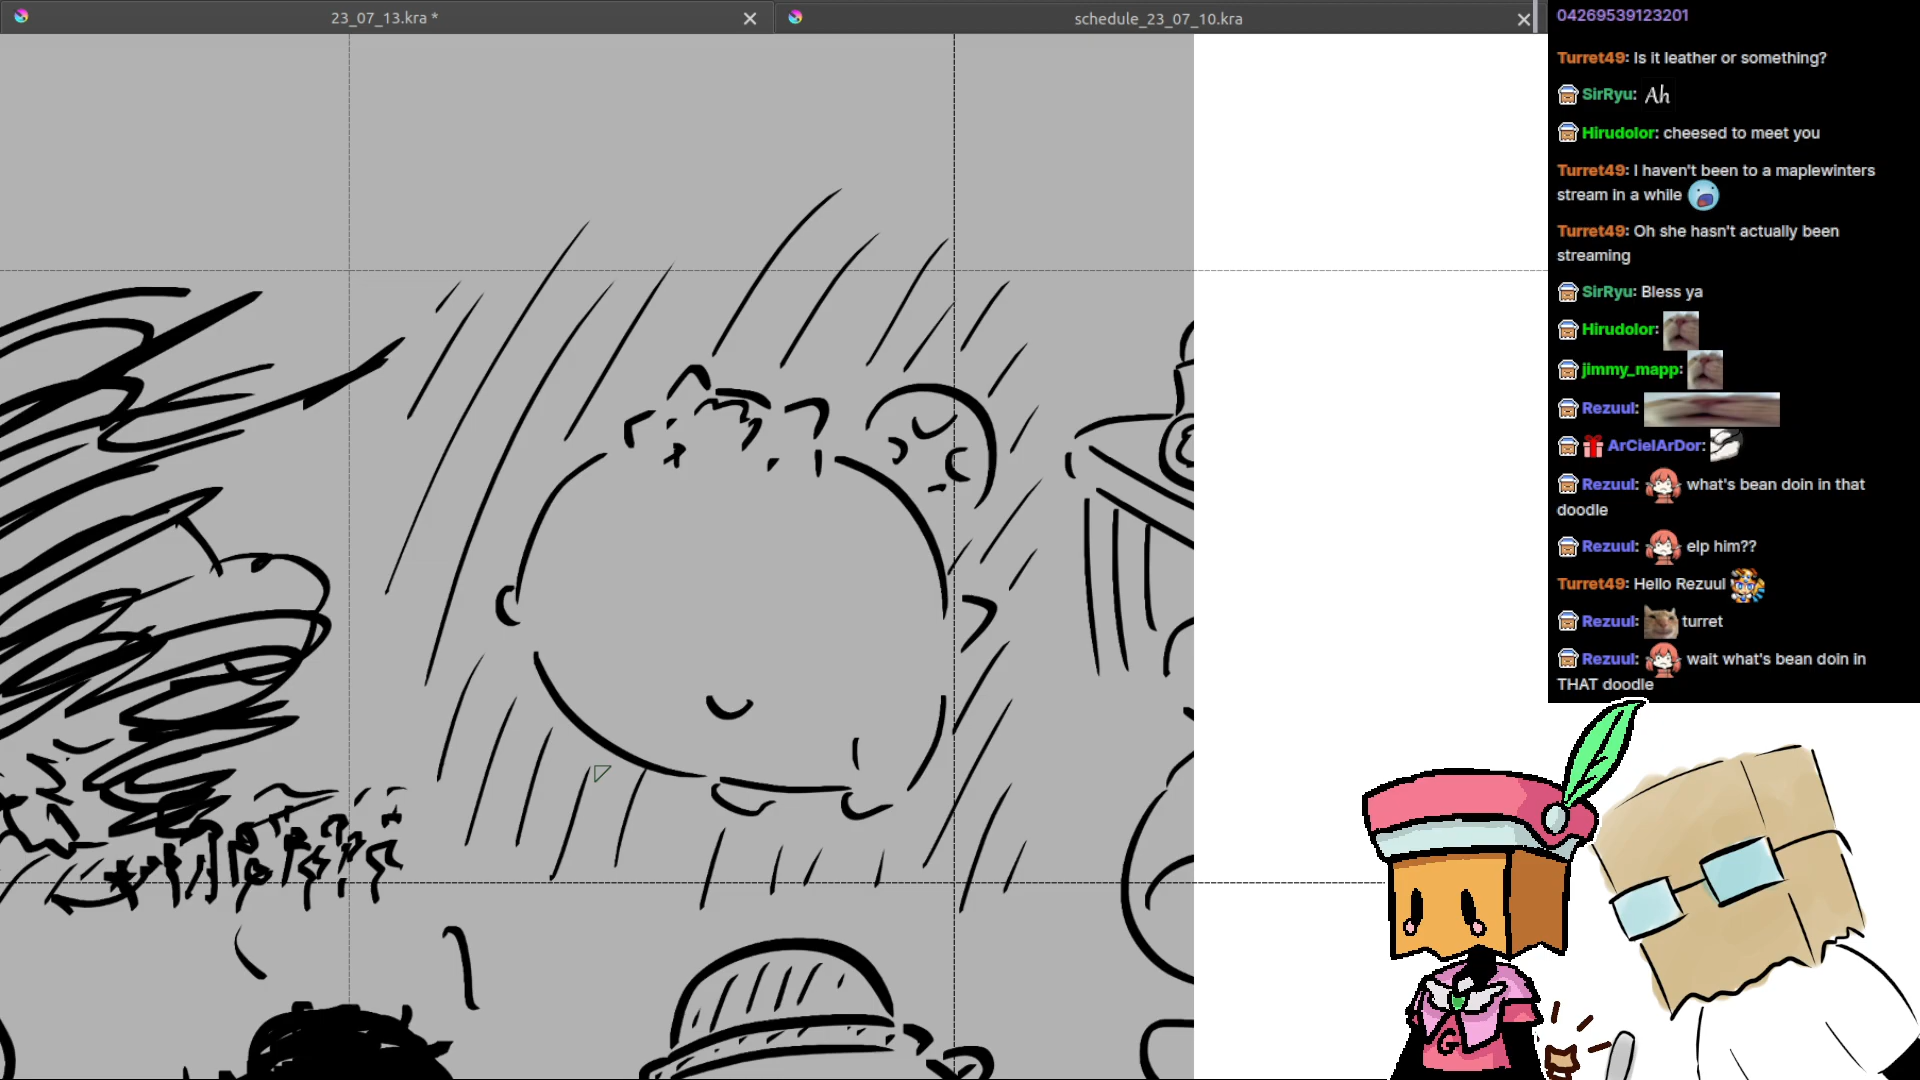 23_07_13.kra *
schedule_23_07_10.kra
04269539123201
Turret49: Is it leather or something?
SirRyu: Ah
Hirudolor: cheesed to meet you
Turret49: I haven't been to a maplewinters
stream in a while
Turret49: Oh she hasn't actually been
streaming
SirRyu: Bless ya
Hirudolor:
jimmy_mapp:
Rezuul:
ArCielArDor:
Rezuul: what's bean doin in that
doodle
Rezuul: elp him??
Turret49: Hello Rezuul
Rezuul: turret
Rezuul: wait what's bean doin in
THAT doodle
G